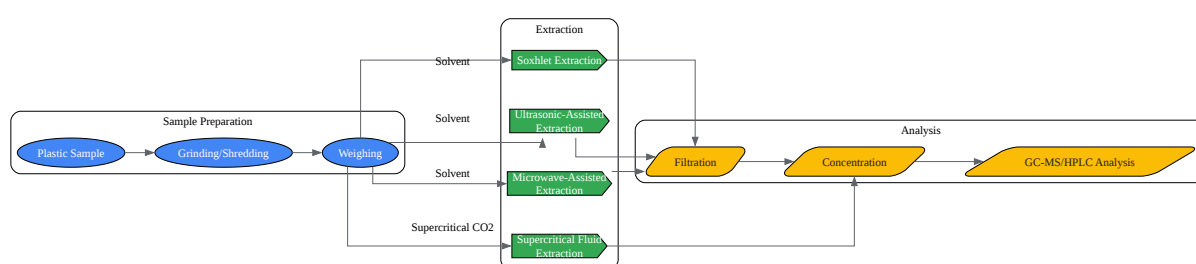 Extraction
Solvent
Soxhlet Extraction
Sample Preparation
Solvent
Ultrasonic-Assisted
Extraction
Analysis
Plastic Sample
Grinding/Shredding
Weighing
Filtration
Concentration
GC-MS/HPLC Analysis
Solvent
Microwave-Assisted
Extraction
Supercritical CO2
Supercritical Fluid
Extraction